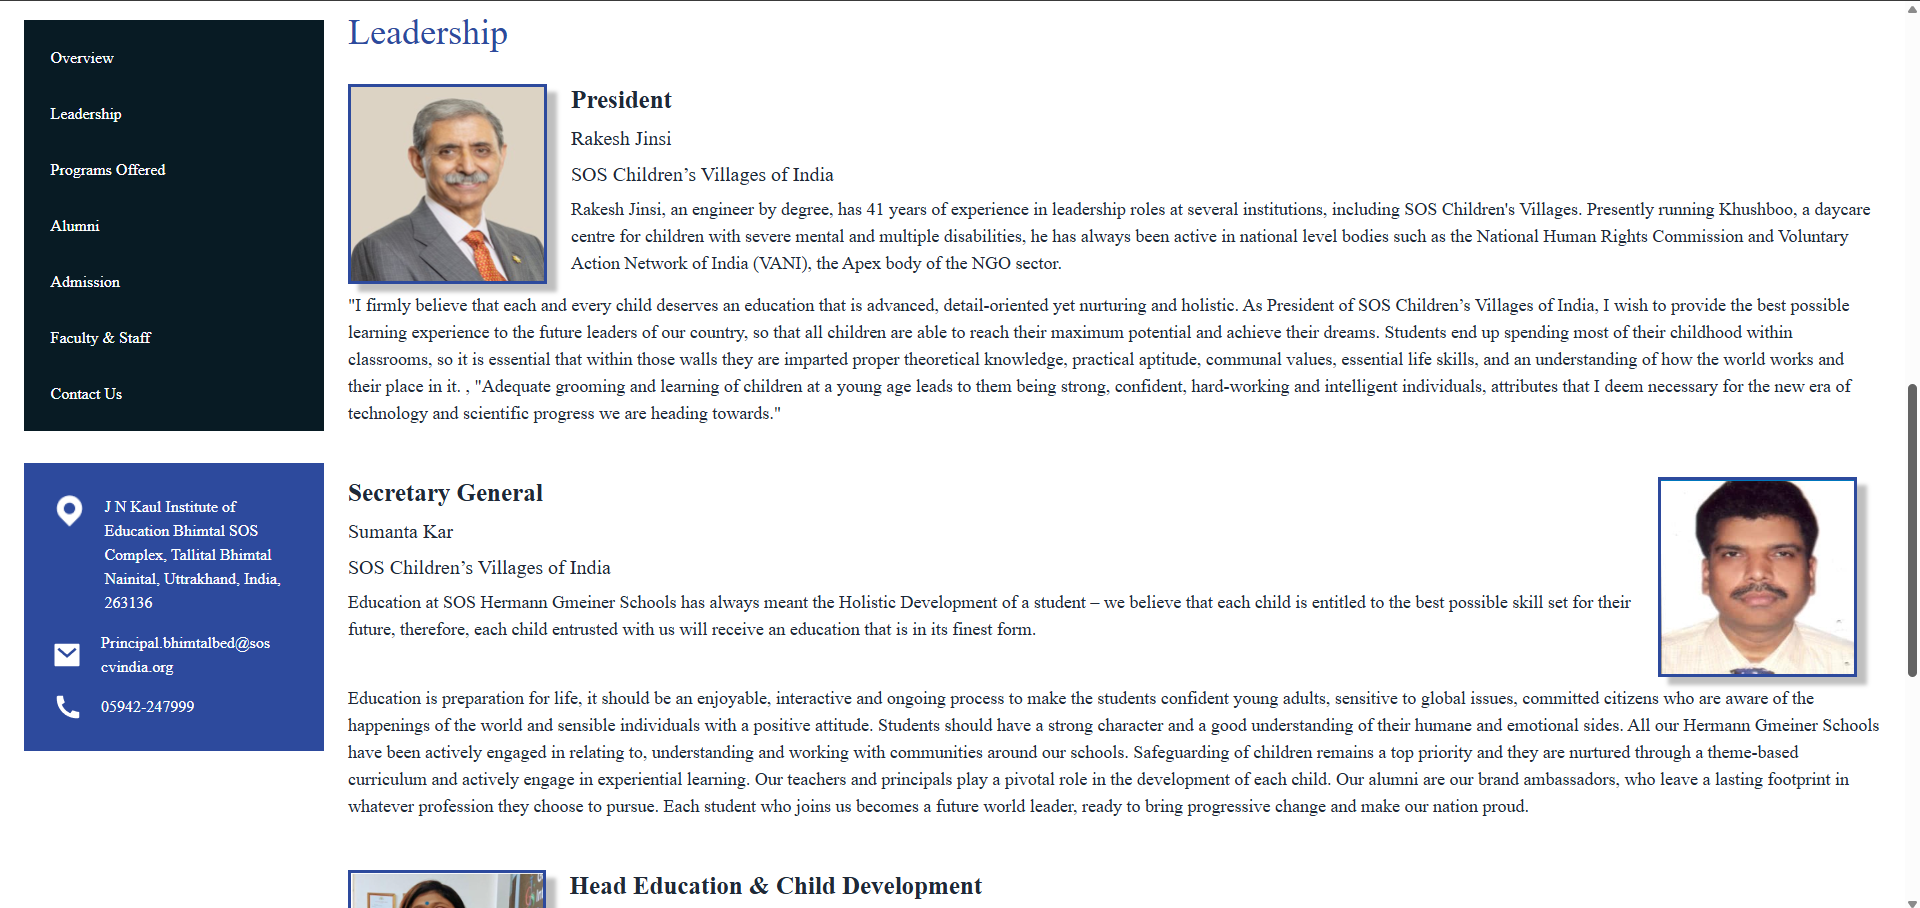 Overview
Leadership
Programs Offered
Alumni
Admission
Faculty & Staff
Contact Us
J N Kaul Institute of
Education Bhimtal SOS
Complex, Tallital Bhimtal
Nainital, Uttrakhand, India,
263136
Principal.bhimtalbed@sos
cvindia.org
05942-247999
Leadership
President
Rakesh Jinsi
SOS Children’s Villages of India
Rakesh Jinsi, an engineer by degree, has 41 years of experience in leadership roles at several institutions, including SOS Children's Villages. Presently running Khushboo, a daycare
centre for children with severe mental and multiple disabilities, he has always been active in national level bodies such as the National Human Rights Commission and Voluntary
Action Network of India (VANI), the Apex body of the NGO sector.
"I firmly believe that each and every child deserves an education that is advanced, detail-oriented yet nurturing and holistic. As President of SOS Children’s Villages of India, I wish to provide the best possible
learning experience to the future leaders of our country, so that all children are able to reach their maximum potential and achieve their dreams. Students end up spending most of their childhood within
classrooms, so it is essential that within those walls they are imparted proper theoretical knowledge, practical aptitude, communal values, essential life skills, and an understanding of how the world works and
their place in it. , "Adequate grooming and learning of children at a young age leads to them being strong, confident, hard-working and intelligent individuals, attributes that I deem necessary for the new era of
technology and scientific progress we are heading towards."
Secretary General
Sumanta Kar
SOS Children’s Villages of India
Education at SOS Hermann Gmeiner Schools has always meant the Holistic Development of a student – we believe that each child is entitled to the best possible skill set for their
future, therefore, each child entrusted with us will receive an education that is in its finest form.
Education is preparation for life, it should be an enjoyable, interactive and ongoing process to make the students confident young adults, sensitive to global issues, committed citizens who are aware of the
happenings of the world and sensible individuals with a positive attitude. Students should have a strong character and a good understanding of their humane and emotional sides. All our Hermann Gmeiner Schools
have been actively engaged in relating to, understanding and working with communities around our schools. Safeguarding of children remains a top priority and they are nurtured through a theme-based
curriculum and actively engage in experiential learning. Our teachers and principals play a pivotal role in the development of each child. Our alumni are our brand ambassadors, who leave a lasting footprint in
whatever profession they choose to pursue. Each student who joins us becomes a future world leader, ready to bring progressive change and make our nation proud.
Head Education & Child Development